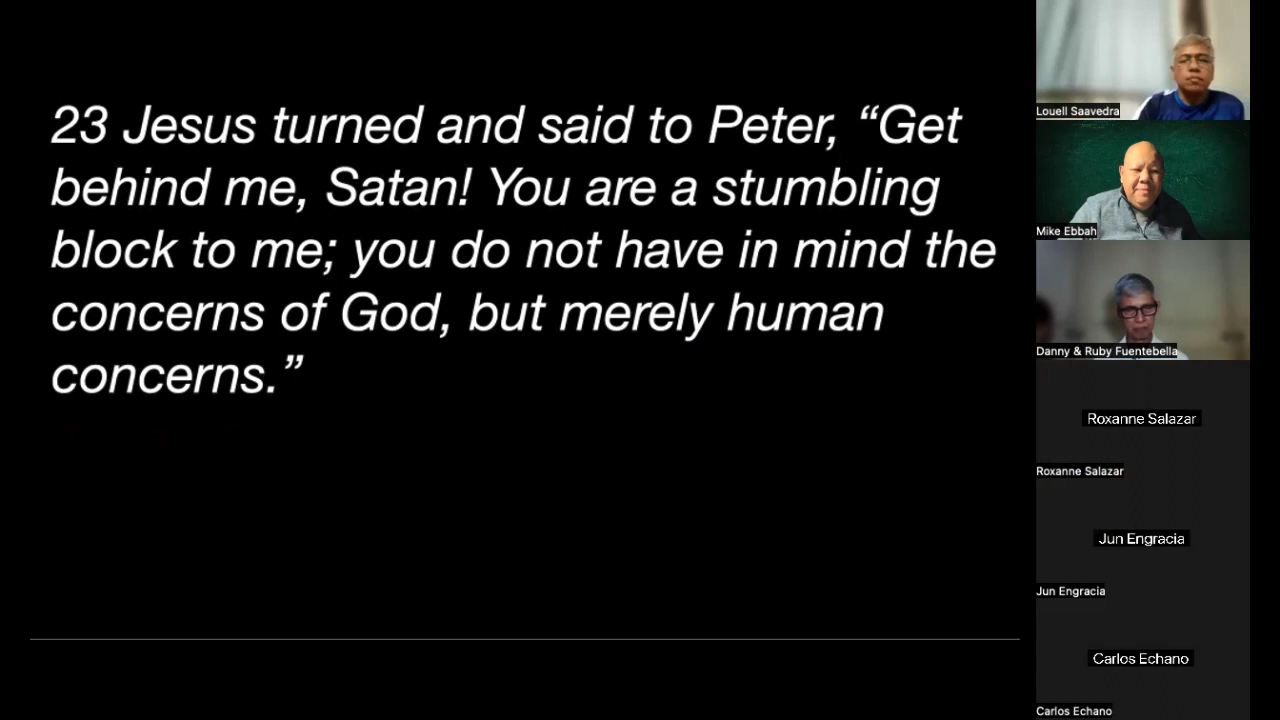 23 Jesus turned and said to Peter, “Get
behind me, Satan! You are a stumbling
block to me; you do not have in mind the
concerns of God, but merely human
concerns.”
Louell Saavedra
Mike Ebbah
Danny & Ruby Fuentebella
Roxanne Salazar
Roxanne Salazar
Jun Engracia
Jun Engracia
Carlos Echano
Carlos Echano